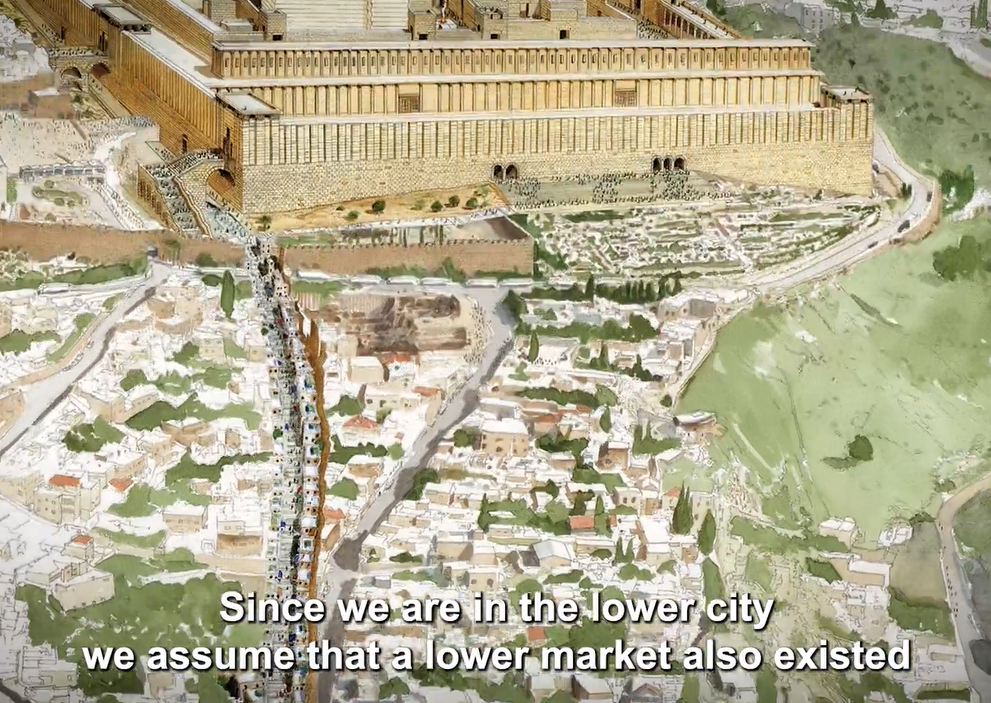 Since we are in the lower city
we assume that a lower market also existed